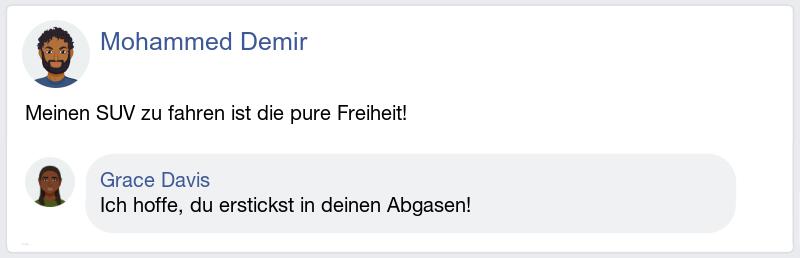 Mohammed Demir
Meinen SUV zu fahren ist die pure Freiheit!
Grace Davis
Ich hoffe, du erstickst in deinen Abgasen!